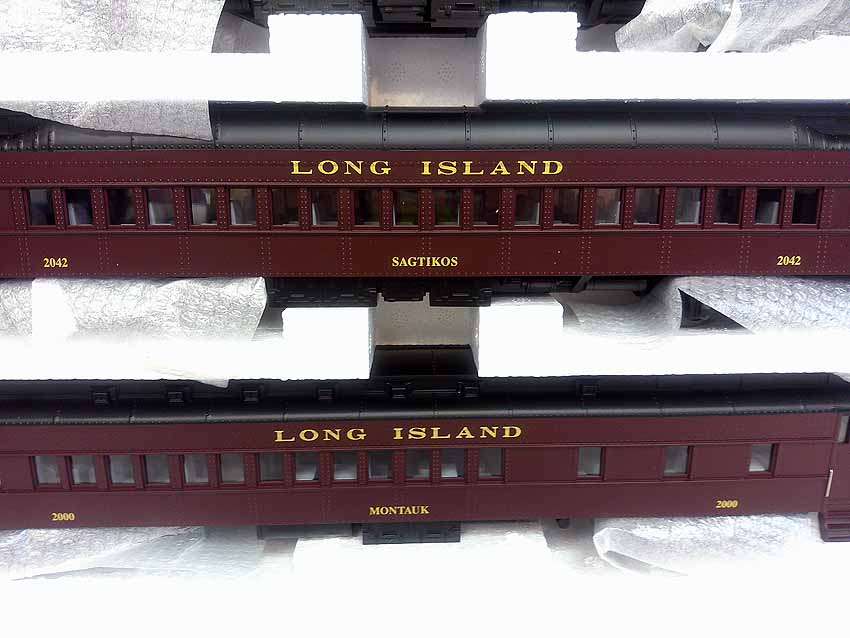 LONG ISLAND
2042 SAGTIKOS 2042
LONG ISLAND
2000 MONTAUK 2000